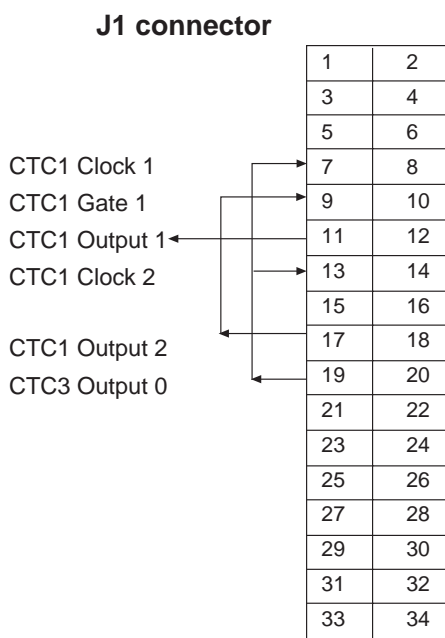 J1 connector
1 2
3 4
5 6
CTC1 Clock 1 7 8
CTC1 Gate 1 9 10
CTC1 Output 1 11 12
CTC1 Clock 2 13 14
15 16
CTC1 Output 2 17 18
CTC3 Output 0 19 20
21 22
23 24
25 26
27 28
29 30
31 32
33 34